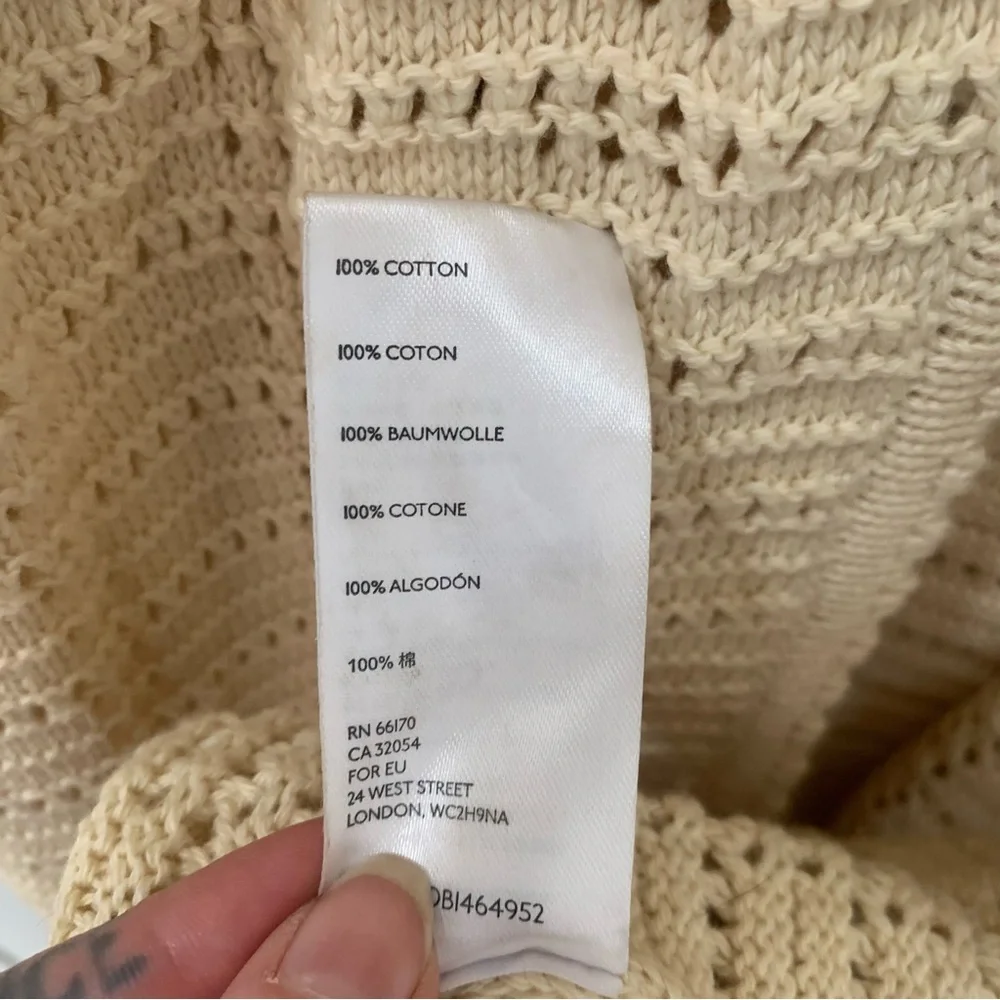 100% COTTON
100% COTON
100% BAUMWOLLE
100% COTONE
100% ALGODÓN
100% 棉
RN 66170
CA 32054
FOR EU
24 WEST STREET
LONDON, WC2H9NA
OB1464952